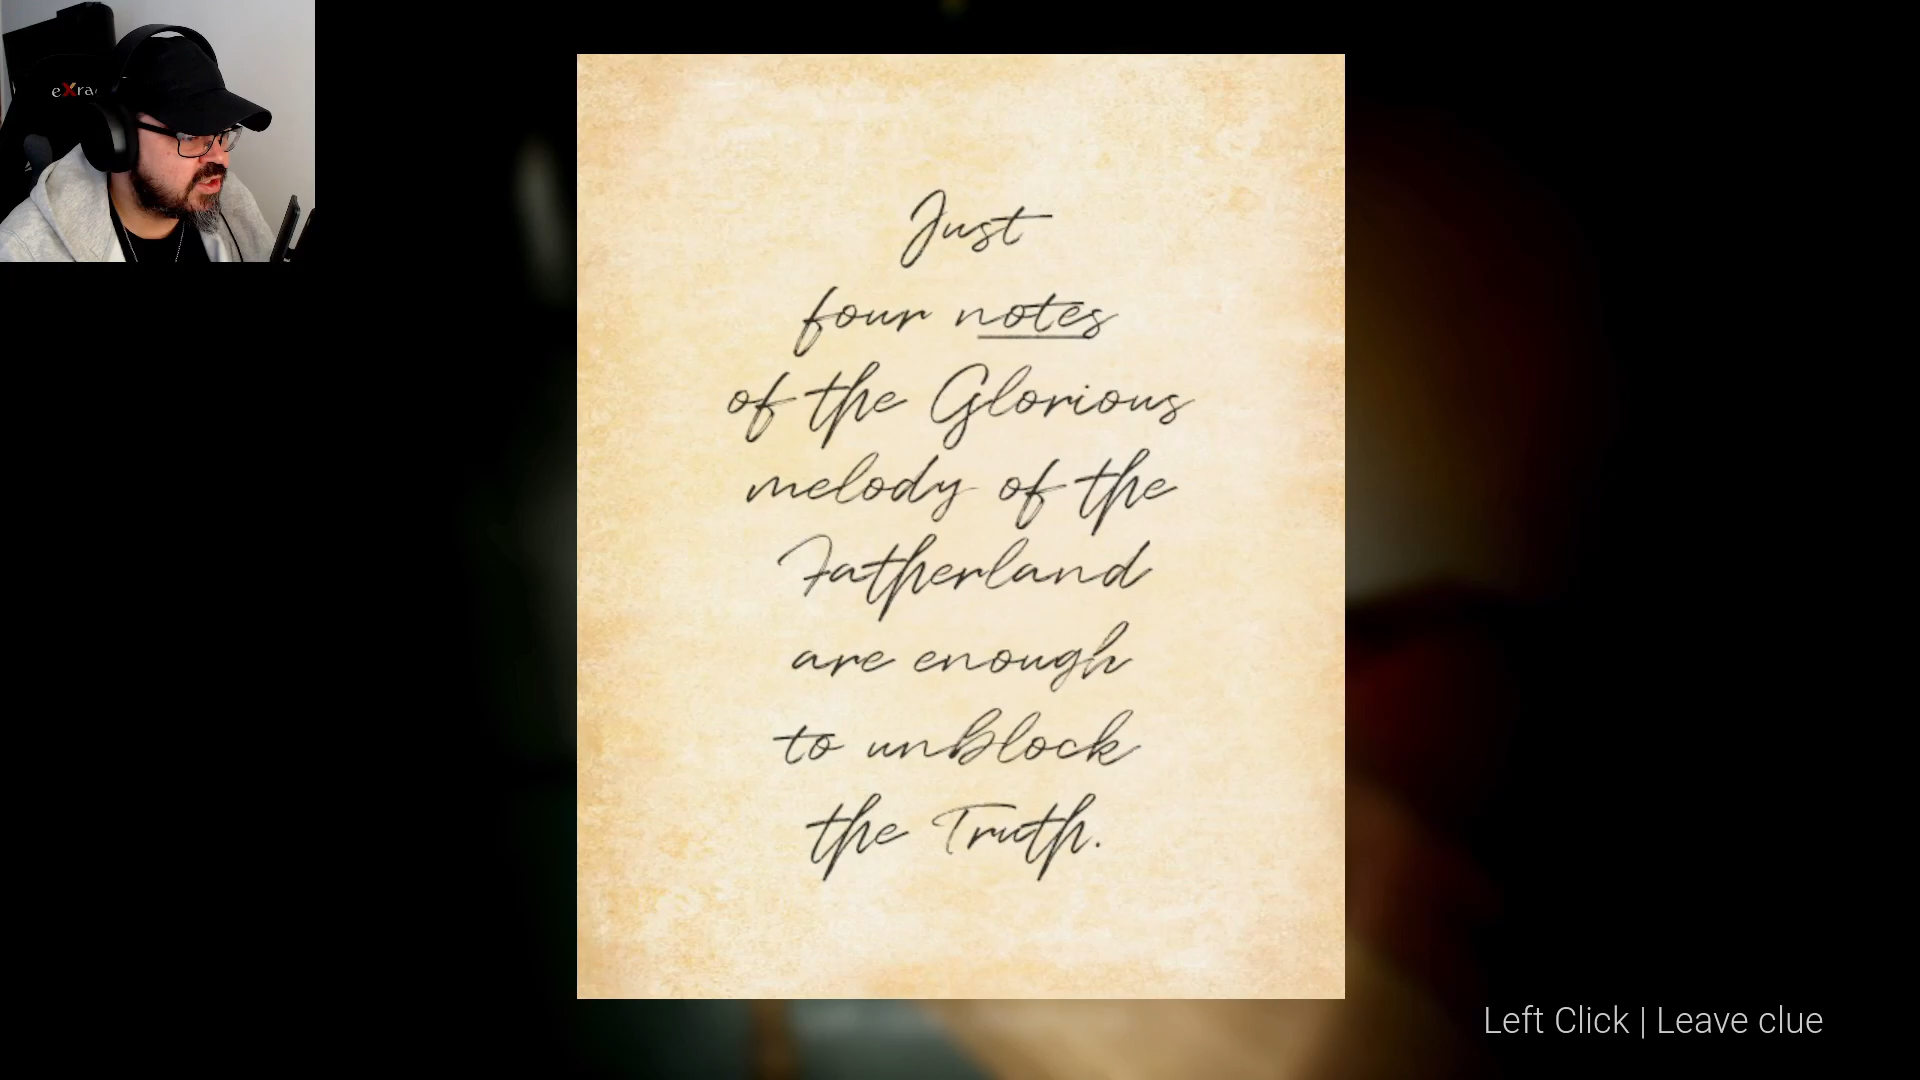 eXra
Just
four notes
of the Glorious
melody of the
Fatherland
are enough
to unblock
the Truth.
Left Click | Leave clue